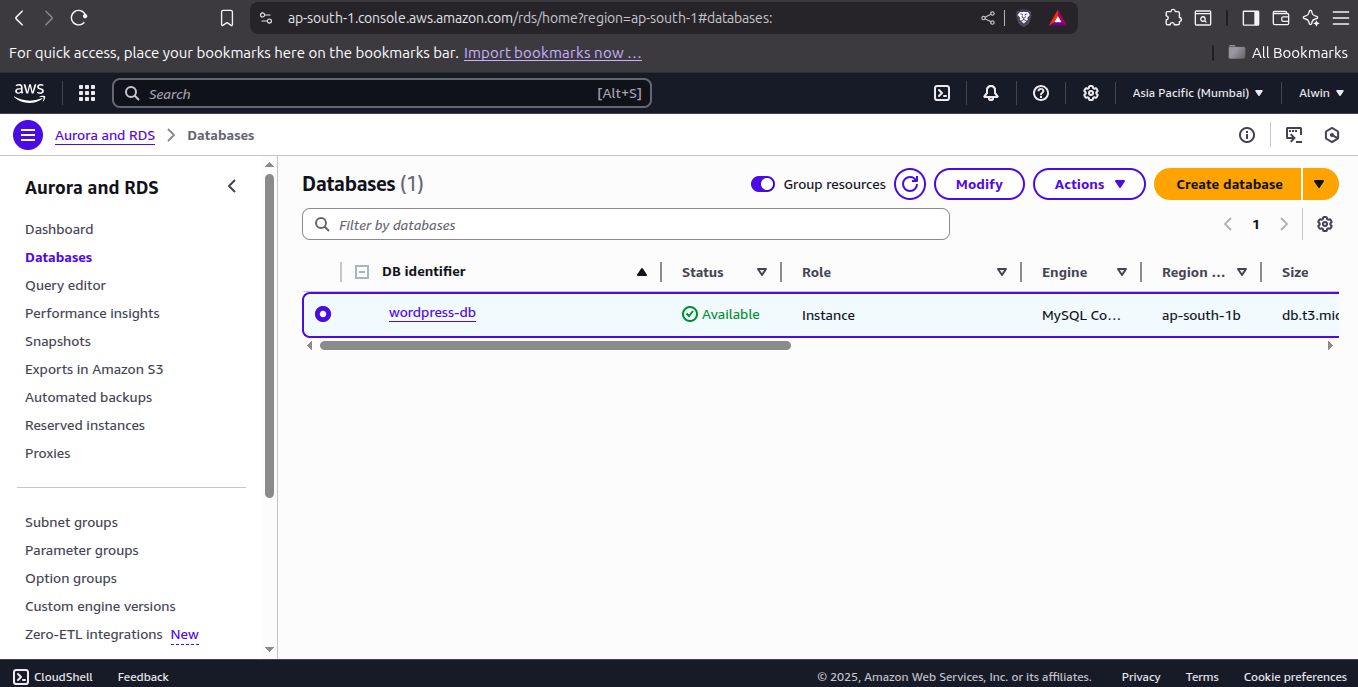 ap-south-1.console.aws.amazon.com/rds/home?region=ap-south-1#databases:
For quick access, place your bookmarks here on the bookmarks bar. Import bookmarks now ...
All Bookmarks
aws
Search
[Alt+S]
Asia Pacific (Mumbai)
Alwin
Aurora and RDS
Databases
Aurora and RDS
Dashboard
Databases
Query editor
Performance insights
Snapshots
Exports in Amazon S3
Automated backups
Reserved instances
Proxies
Subnet groups
Parameter groups
Option groups
Custom engine versions
Zero-ETL integrations New
Databases (1)
Group resources
Modify
Actions
Create database
Filter by databases
1
DB identifier Status Role Engine Region ... Size
wordpress-db Available Instance MySQL Co... ap-south-1b db.t3.mic
CloudShell Feedback © 2025, Amazon Web Services, Inc. or its affiliates. Privacy Terms Cookie preferences